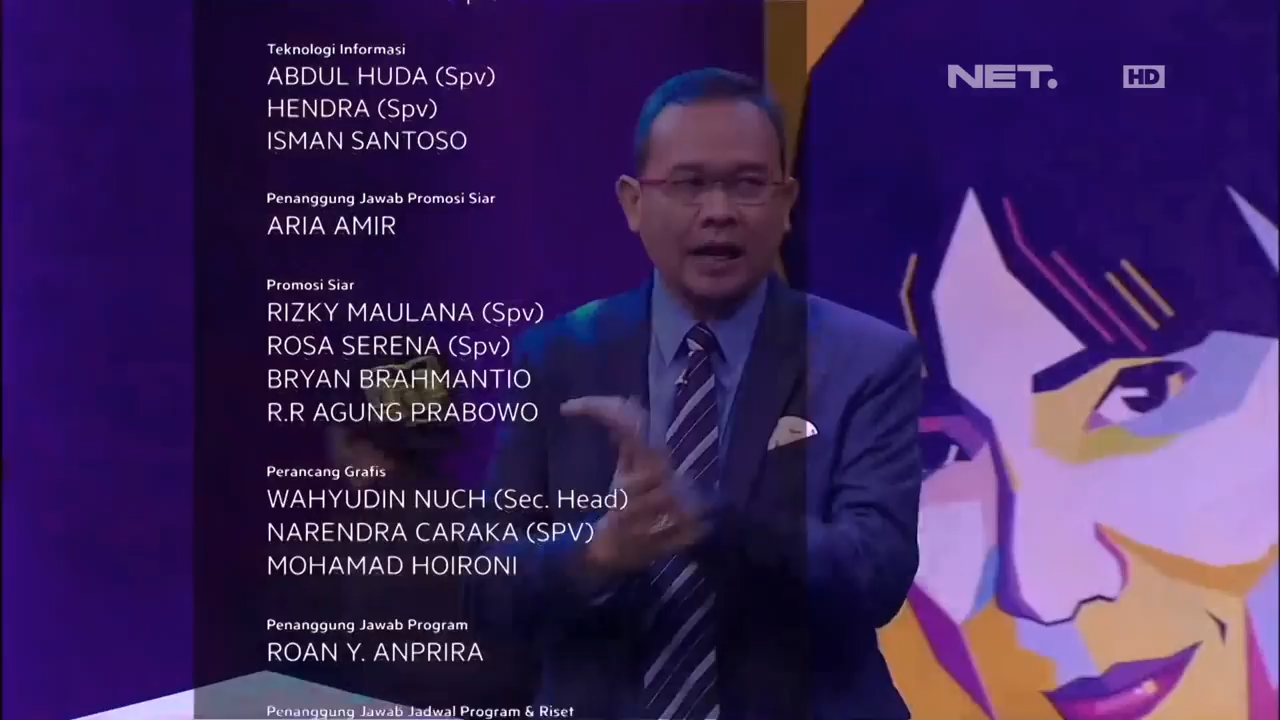 Teknologi Informasi
ABDUL HUDA (Spv)
HENDRA (Spv)
ISMAN SANTOSO
Penanggung Jawab Promosi Siar
ARIA AMIR
Promosi Siar
RIZKY MAULANA (Spv)
ROSA SERENA (Spv)
BRYAN BRAHMANTIO
R.R AGUNG PRABOWO
Perancang Grafis
WAHYUDIN NUCH (Sec. Head)
NARENDRA CARAKA (SPV)
MOHAMAD HOIRONI
Penanggung Jawab Program
ROAN Y. ANPRIRA
Penanggung Jawab Jadwal Program & Riset
NET.
HD